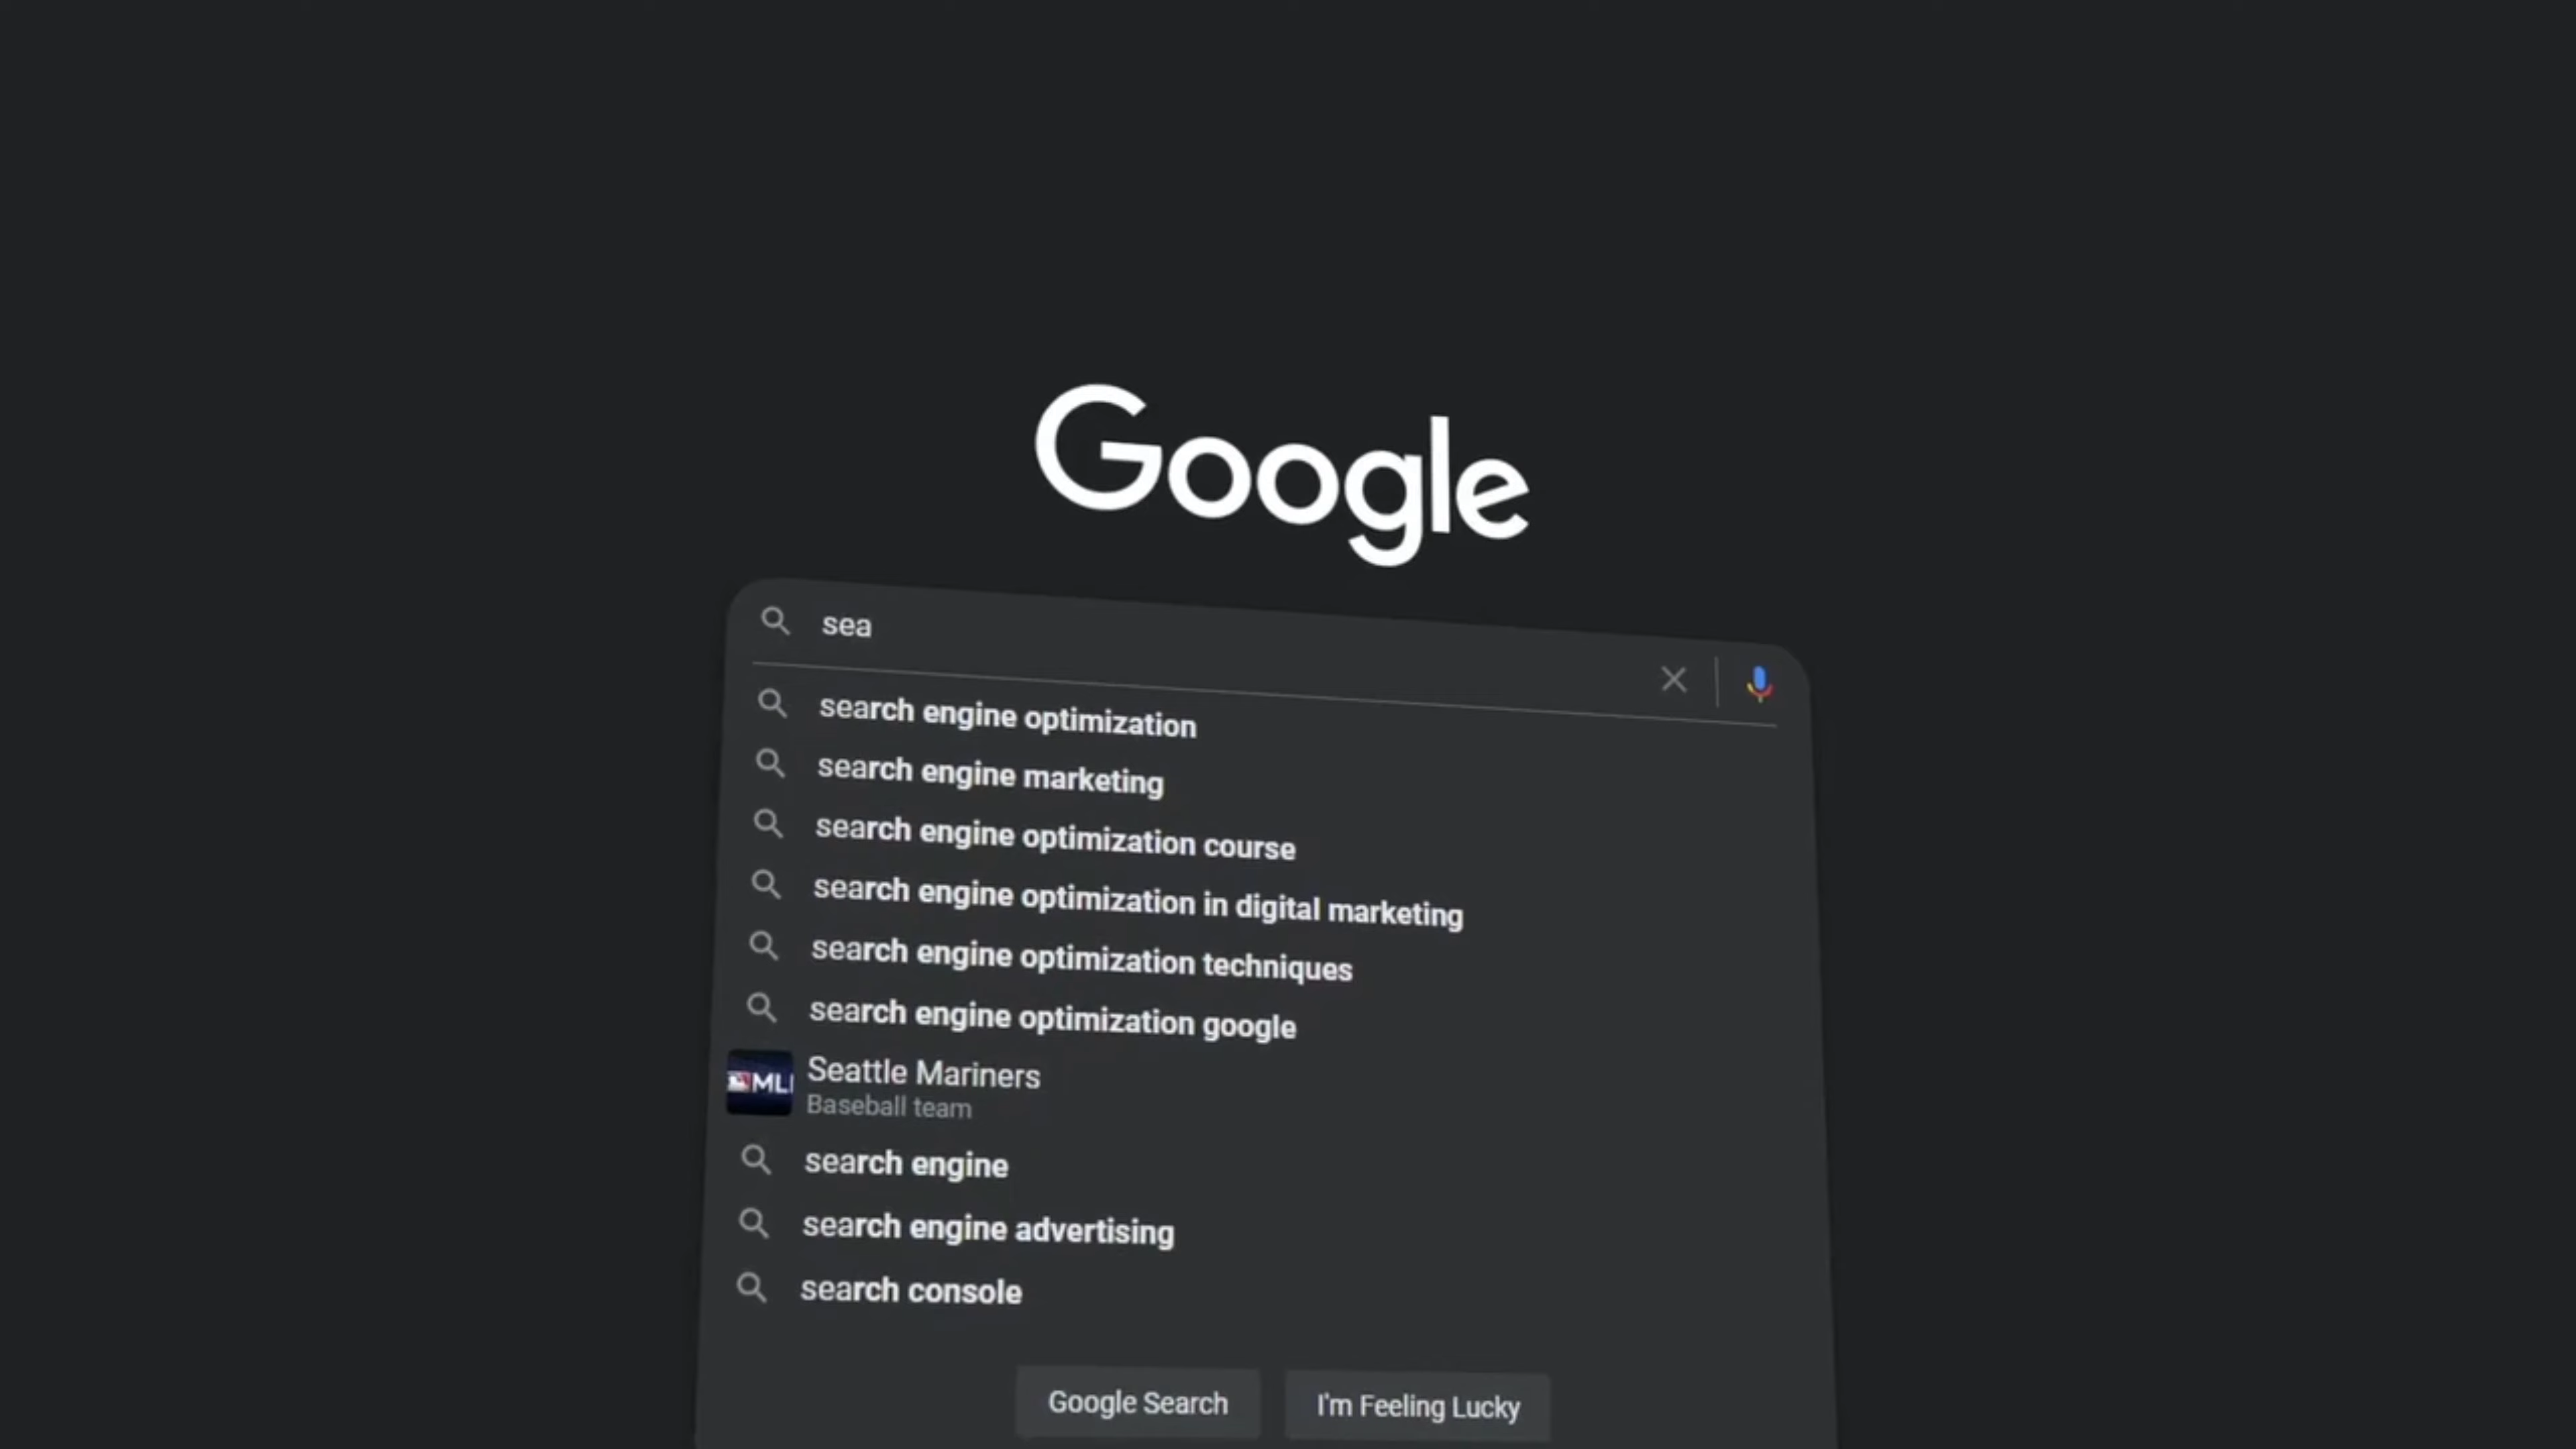 Google
sea
search engine optimization
search engine marketing
search engine optimization course
search engine optimization in digital marketing
search engine optimization techniques
search engine optimization google
ML
Seattle Mariners
Baseball team
search engine
search engine advertising
search console
Google Search
I'm Feeling Lucky